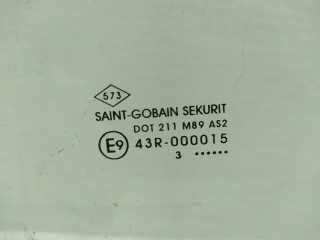 573
SAINT-GOBAIN SEKURIT
DOT 211 M89 AS2
E9 43R-000015
3 ••••••